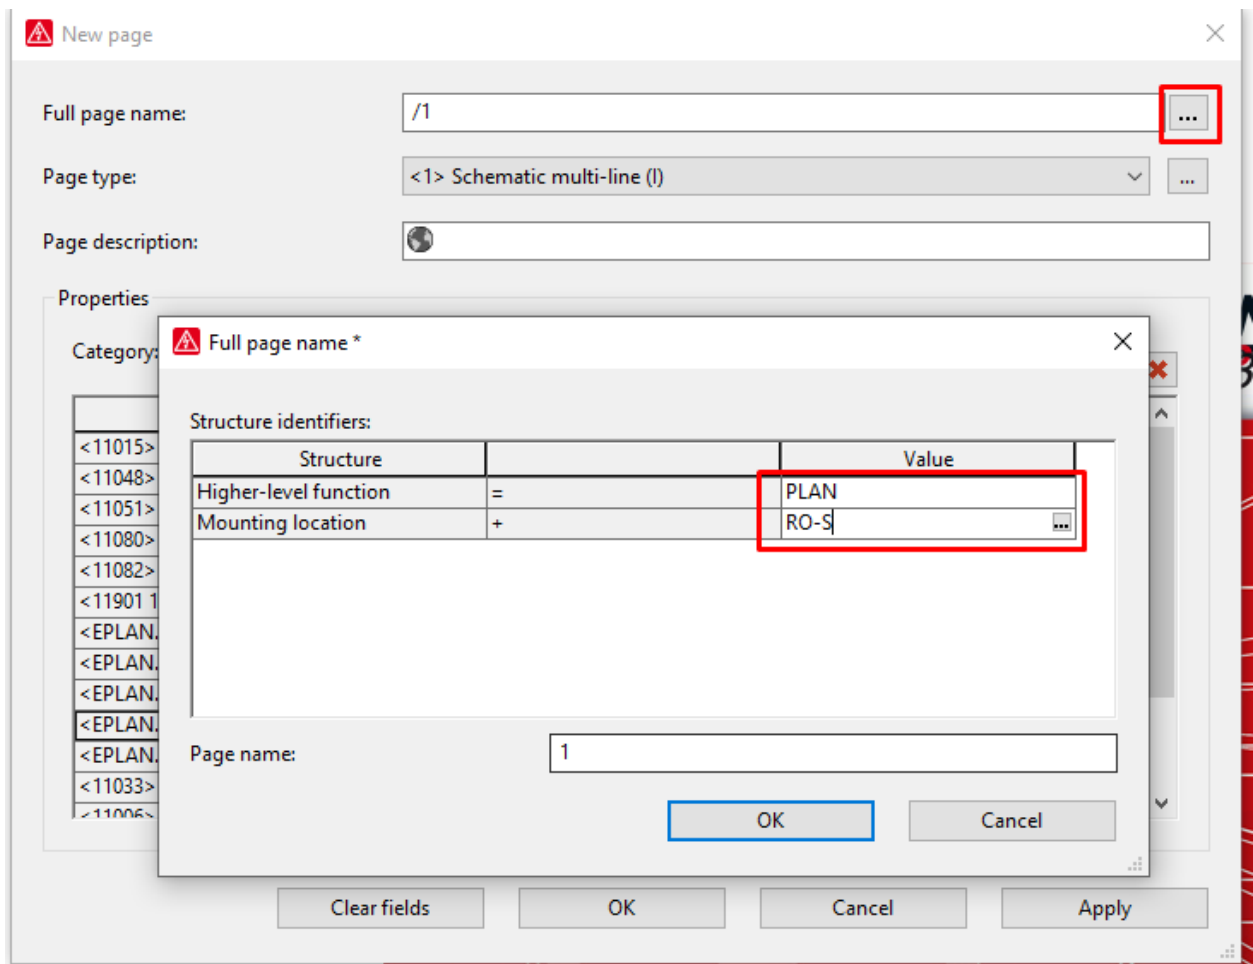 New page
Full page name:
/1
...
Page type:
<1> Schematic multi-line (I)
...
Page description:
Properties
Category:
Full page name *
Structure identifiers:
Structure Value
Higher-level function = PLAN
Mounting location + RO-S ...
Page name:
1
OK Cancel
<11015>
<11048>
<11051>
<11080>
<11082>
<11901 1
<EPLAN.
<EPLAN.
<EPLAN.
<EPLAN.
<EPLAN.
<11033>
<11006>
Clear fields OK Cancel Apply